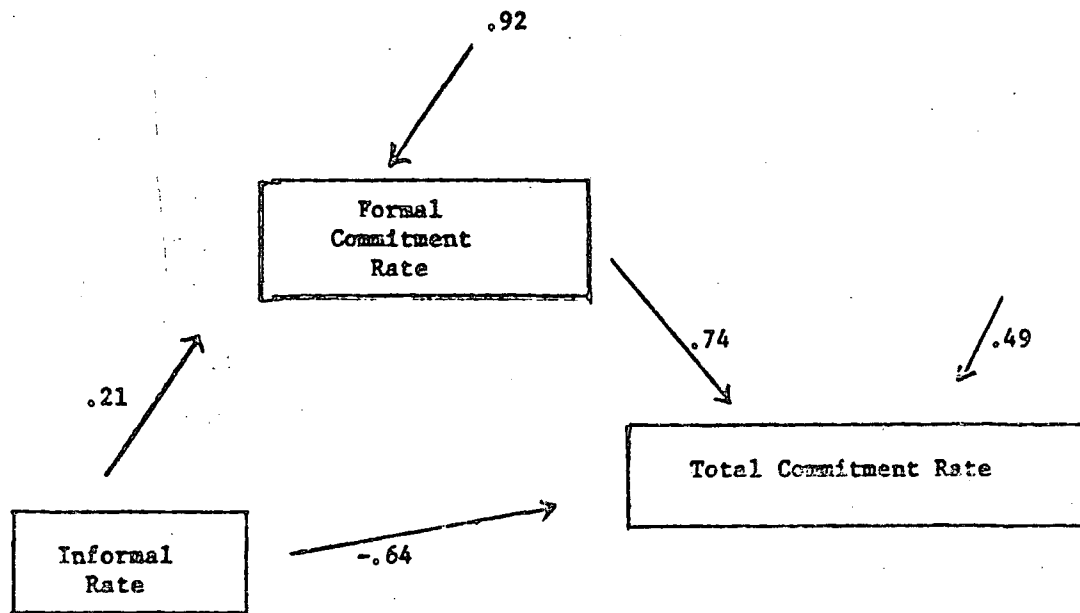 .92
Formal
Commitment
Rate
.74
.49
.21
Total Commitment Rate
-.64
Informal
Rate